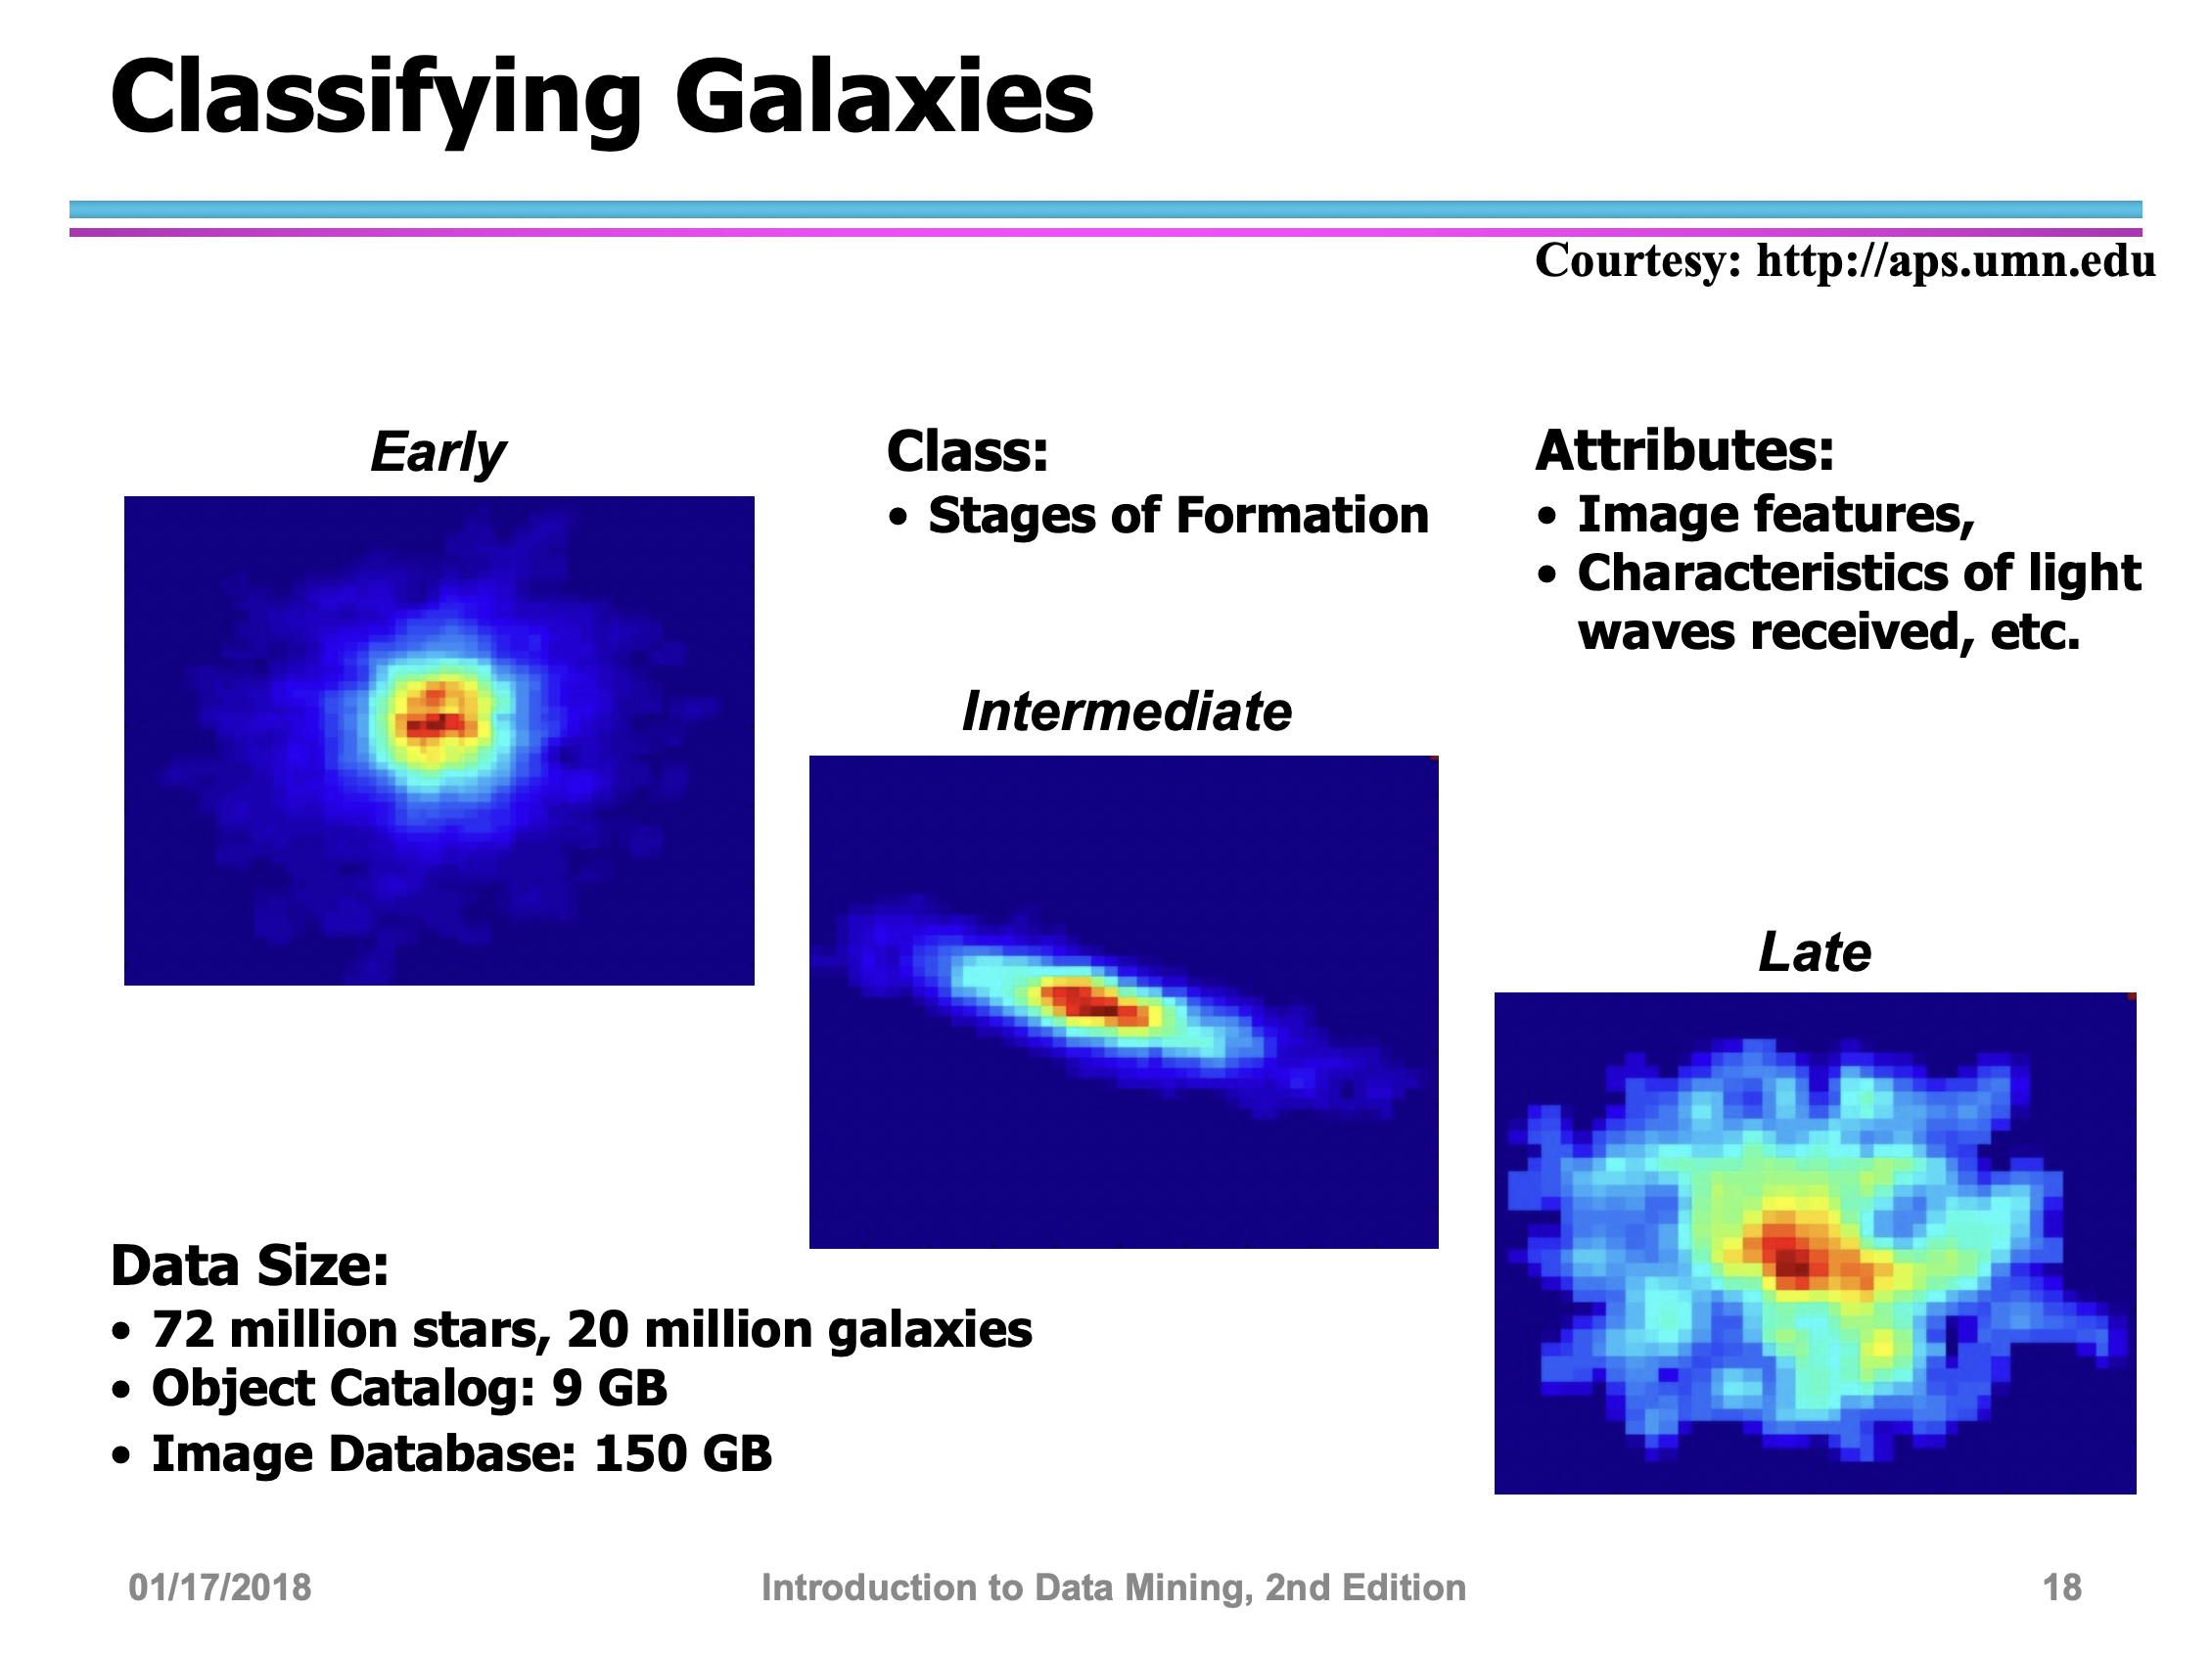 Classifying Galaxies
Courtesy: http://aps.umn.edu
Early
Class:
• Stages of Formation
Attributes:
• Image features,
• Characteristics of light
waves received, etc.
Intermediate
Late
Data Size:
• 72 million stars, 20 million galaxies
• Object Catalog: 9 GB
• Image Database: 150 GB
01/17/2018
Introduction to Data Mining, 2nd Edition
18